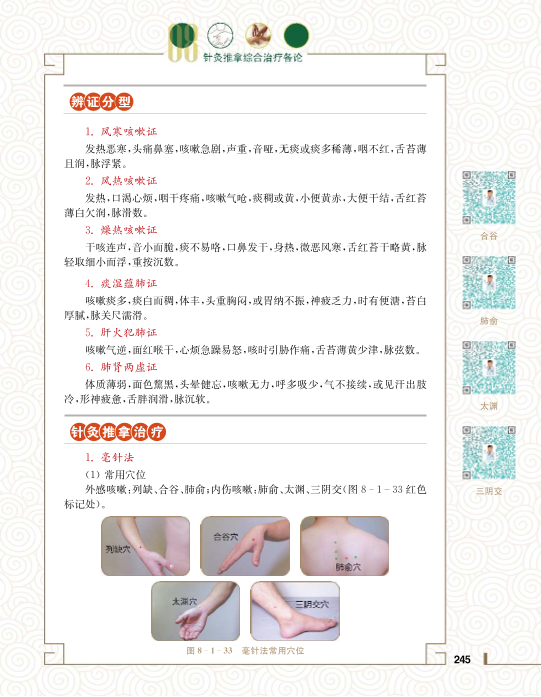 08
针灸推拿综合治疗各论
辨证分型
1. 风寒咳嗽证
发热恶寒,头痛鼻塞,咳嗽急剧,声重,音哑,无痰或痰多稀薄,咽不红,舌苔薄
且润,脉浮紧。
2. 风热咳嗽证
发热,口渴心烦,咽干疼痛,咳嗽气呛,痰稠或黄,小便黄赤,大便干结,舌红苔
薄白欠润,脉滑数。
3. 燥热咳嗽证
干咳连声,音小而脆,痰不易咯,口鼻发干,身热,微恶风寒,舌红苔干略黄,脉
轻取细小而浮,重按沉数。
4. 痰湿蕴肺证
咳嗽痰多,痰白而稠,体丰,头重胸闷,或胃纳不振,神疲乏力,时有便溏,苔白
厚腻,脉关尺濡滑。
5. 肝火犯肺证
咳嗽气逆,面红喉干,心烦急躁易怒,咳时引胁作痛,舌苔薄黄少津,脉弦数。
6. 肺肾两虚证
体质薄弱,面色黧黑,头晕健忘,咳嗽无力,呼多吸少,气不接续,或见汗出肢
冷,形神疲惫,舌胖润滑,脉沉软。
针灸推拿治疗
1. 毫针法
(1) 常用穴位
外感咳嗽:列缺、合谷、肺俞;内伤咳嗽:肺俞、太渊、三阴交(图 8-1-33 红色
标记处)。
列缺穴
合谷穴
肺俞穴
太渊穴
三阴交穴
图 8-1-33 毫针法常用穴位
合谷
肺俞
太渊
三阴交
245